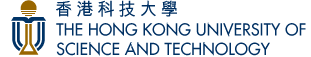 香港科技大學
THE HONG KONG UNIVERSITY OF
SCIENCE AND TECHNOLOGY